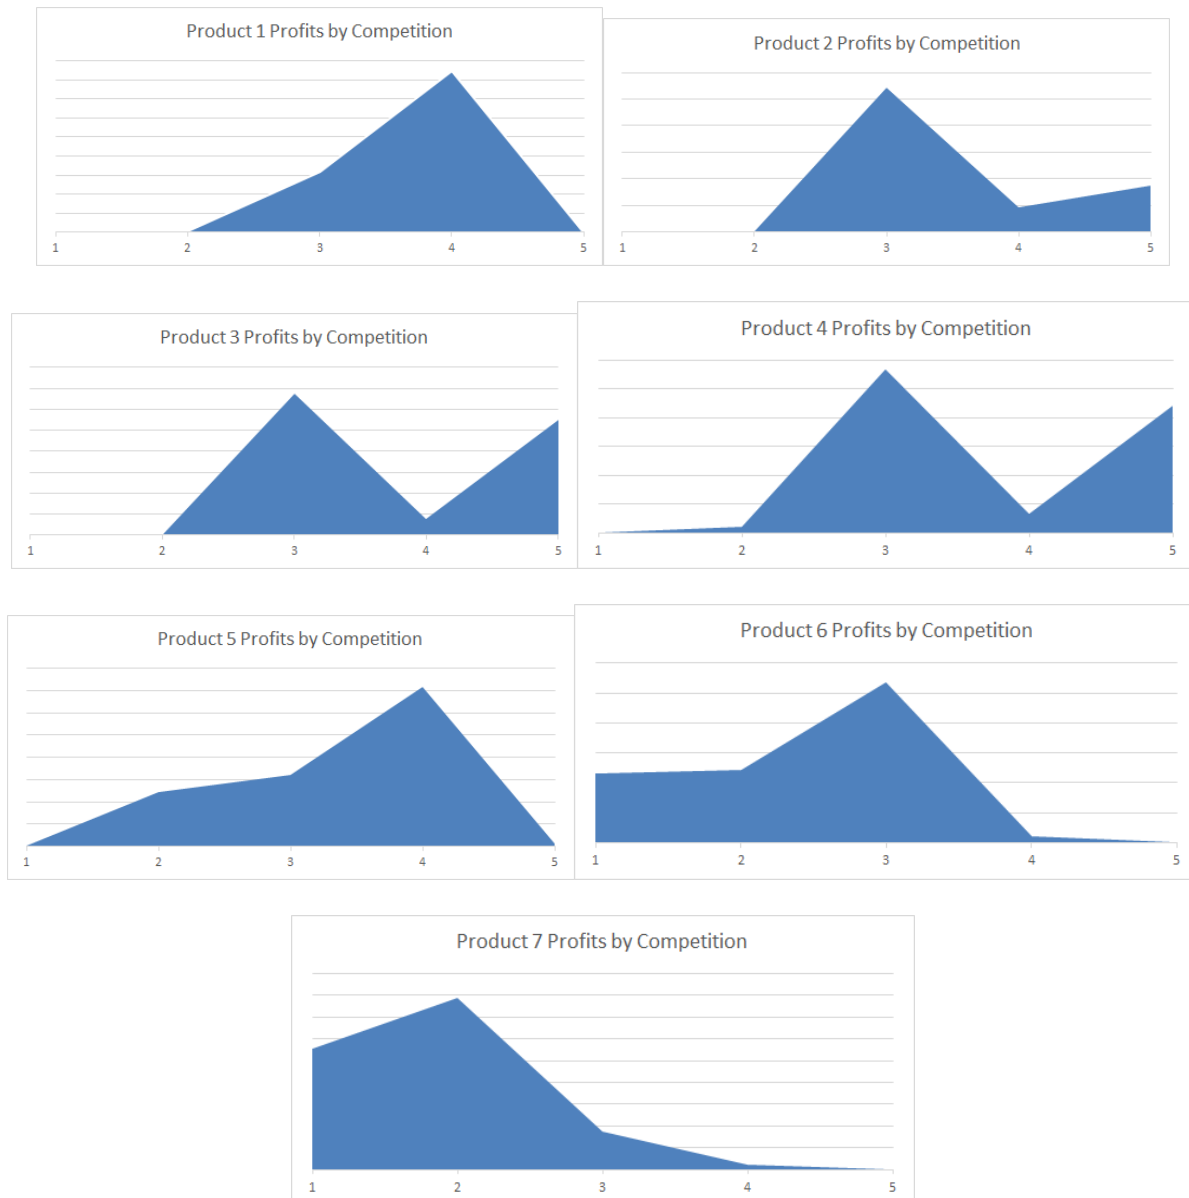 Product 1 Profits by Competition
1 2 3 4 5
Product 2 Profits by Competition
1 2 3 4 5
Product 3 Profits by Competition
1 2 3 4 5
Product 4 Profits by Competition
1 2 3 4 5
Product 5 Profits by Competition
1 2 3 4 5
Product 6 Profits by Competition
1 2 3 4 5
Product 7 Profits by Competition
1 2 3 4 5